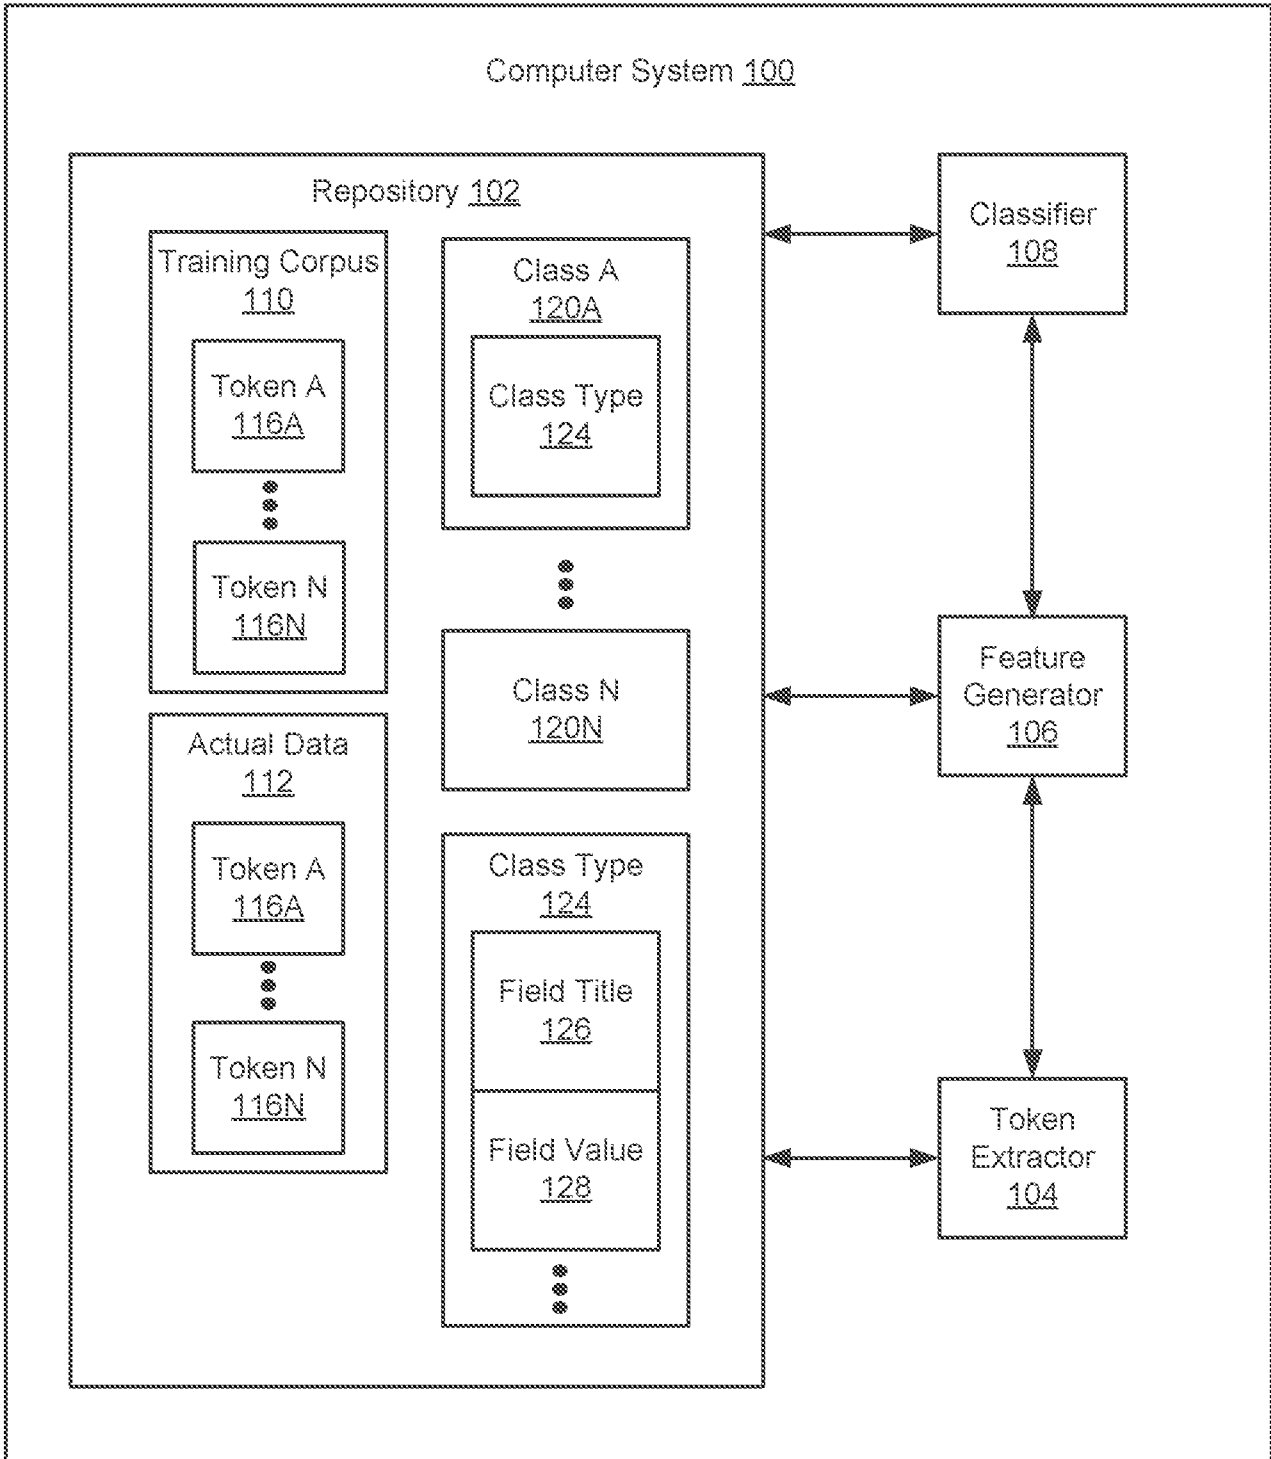 Computer System 100
Repository 102
Training Corpus
110
Token A
116A
Token N
116N
Actual Data
112
Token A
116A
Token N
116N
Class A
120A
Class Type
124
Class N
120N
Class Type
124
Field Title
126
Field Value
128
Classifier
108
Feature
Generator
106
Token
Extractor
104